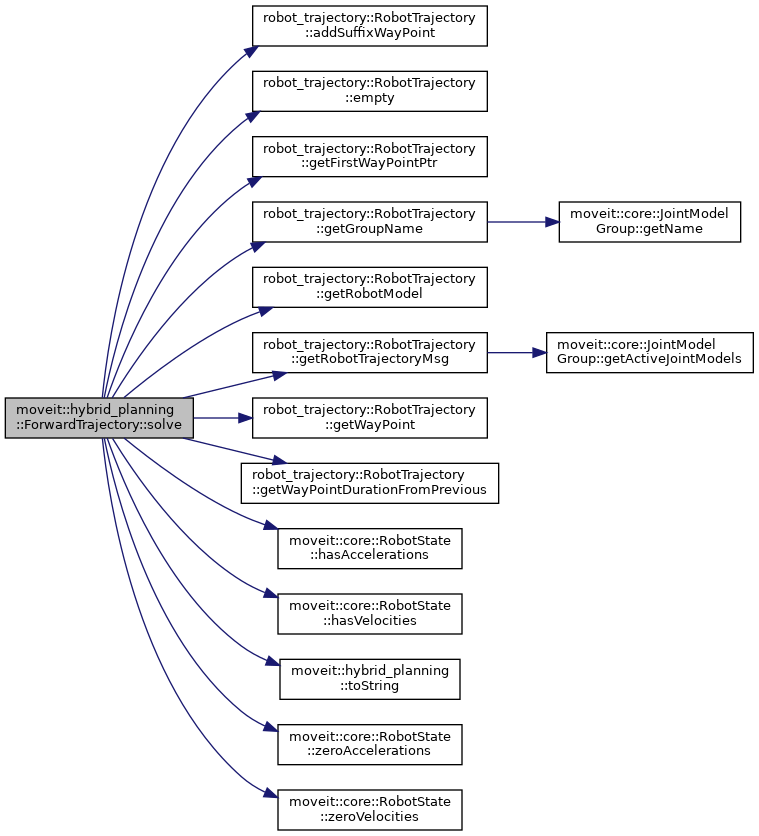 robot_trajectory::RobotTrajectory
::addSuffixWayPoint
robot_trajectory::RobotTrajectory
::empty
robot_trajectory::RobotTrajectory
::getFirstWayPointPtr
robot_trajectory::RobotTrajectory
::getGroupName
moveit::core::JointModel
Group::getName
robot_trajectory::RobotTrajectory
::getRobotModel
robot_trajectory::RobotTrajectory
::getRobotTrajectoryMsg
moveit::core::JointModel
Group::getActiveJointModels
moveit::hybrid_planning
::ForwardTrajectory::solve
robot_trajectory::RobotTrajectory
::getWayPoint
robot_trajectory::RobotTrajectory
::getWayPointDurationFromPrevious
moveit::core::RobotState
::hasAccelerations
moveit::core::RobotState
::hasVelocities
moveit::hybrid_planning
::toString
moveit::core::RobotState
::zeroAccelerations
moveit::core::RobotState
::zeroVelocities